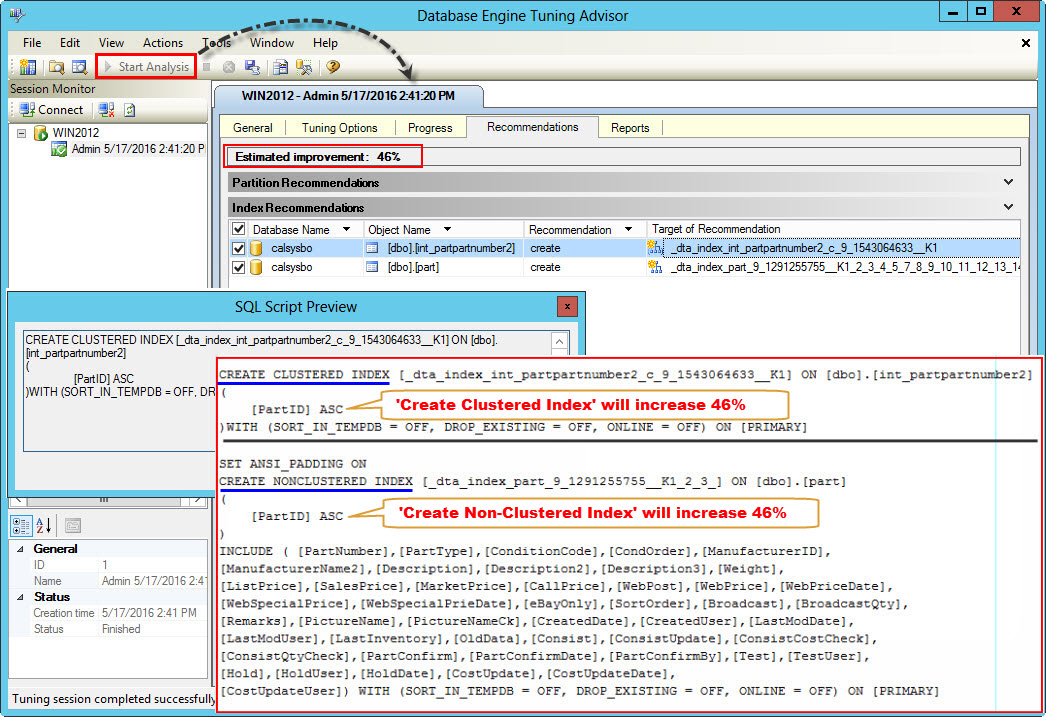 Database Engine Tuning Advisor
File Edit View Actions Tools Window Help
Start Analysis
Session Monitor
Connect
WIN2012
Admin 5/17/2016 2:41:20 P
WIN2012 - Admin 5/17/2016 2:41:20 PM
General Tuning Options Progress Recommendations Reports
Estimated improvement: 46%
Partition Recommendations
Index Recommendations
Database Name Object Name Recommendation Target of Recommendation
calsysbo [dbo].[int_partpartnumber2] create _dta_index_int_partpartnumber2_c_9_1543064633__K1
calsysbo [dbo].[part] create _dta_index_part_9_1291255755__K1_2_3_4_5_7_8_9_10_11_12_13_14
SQL Script Preview
CREATE CLUSTERED INDEX [_dta_index_int_partpartnumber2_c_9_1543064633__K1] ON [dbo].
[int_partpartnumber2]
(
[PartID] ASC
)WITH (SORT_IN_TEMPDB = OFF, DR
CREATE CLUSTERED INDEX [_dta_index_int_partpartnumber2_c_9_1543064633__K1] ON [dbo].[int_partpartnumber2]
(
[PartID] ASC
'Create Clustered Index' will increase 46%
)WITH (SORT_IN_TEMPDB = OFF, DROP_EXISTING = OFF, ONLINE = OFF) ON [PRIMARY]
SET ANSI_PADDING ON
CREATE NONCLUSTERED INDEX [_dta_index_part_9_1291255755__K1_2_3_] ON [dbo].[part]
(
[PartID] ASC
'Create Non-Clustered Index' will increase 46%
)
INCLUDE ( [PartNumber],[PartType],[ConditionCode],[CondOrder],[ManufacturerID],
[ManufacturerName2],[Description],[Description2],[Description3],[Weight],
[ListPrice],[SalesPrice],[MarketPrice],[CallPrice],[WebPost],[WebPrice],[WebPriceDate],
[WebSpecialPrice],[WebSpecialPrieDate],[eBayOnly],[SortOrder],[Broadcast],[BroadcastQty],
[Remarks],[PictureName],[PictureNameCk],[CreatedDate],[CreatedUser],[LastModDate],
[LastModUser],[LastInventory],[OldData],[Consist],[ConsistUpdate],[ConsistCostCheck],
[ConsistQtyCheck],[PartConfirm],[PartConfirmDate],[PartConfirmBy],[Test],[TestUser],
[Hold],[HoldUser],[HoldDate],[CostUpdate],[CostUpdateDate],
[CostUpdateUser]) WITH (SORT_IN_TEMPDB = OFF, DROP_EXISTING = OFF, ONLINE = OFF) ON [PRIMARY]
General
ID 1
Name Admin 5/17/2016 2:41
Status
Creation time 5/17/2016 2:41 PM
Status Finished
Tuning session completed successfully